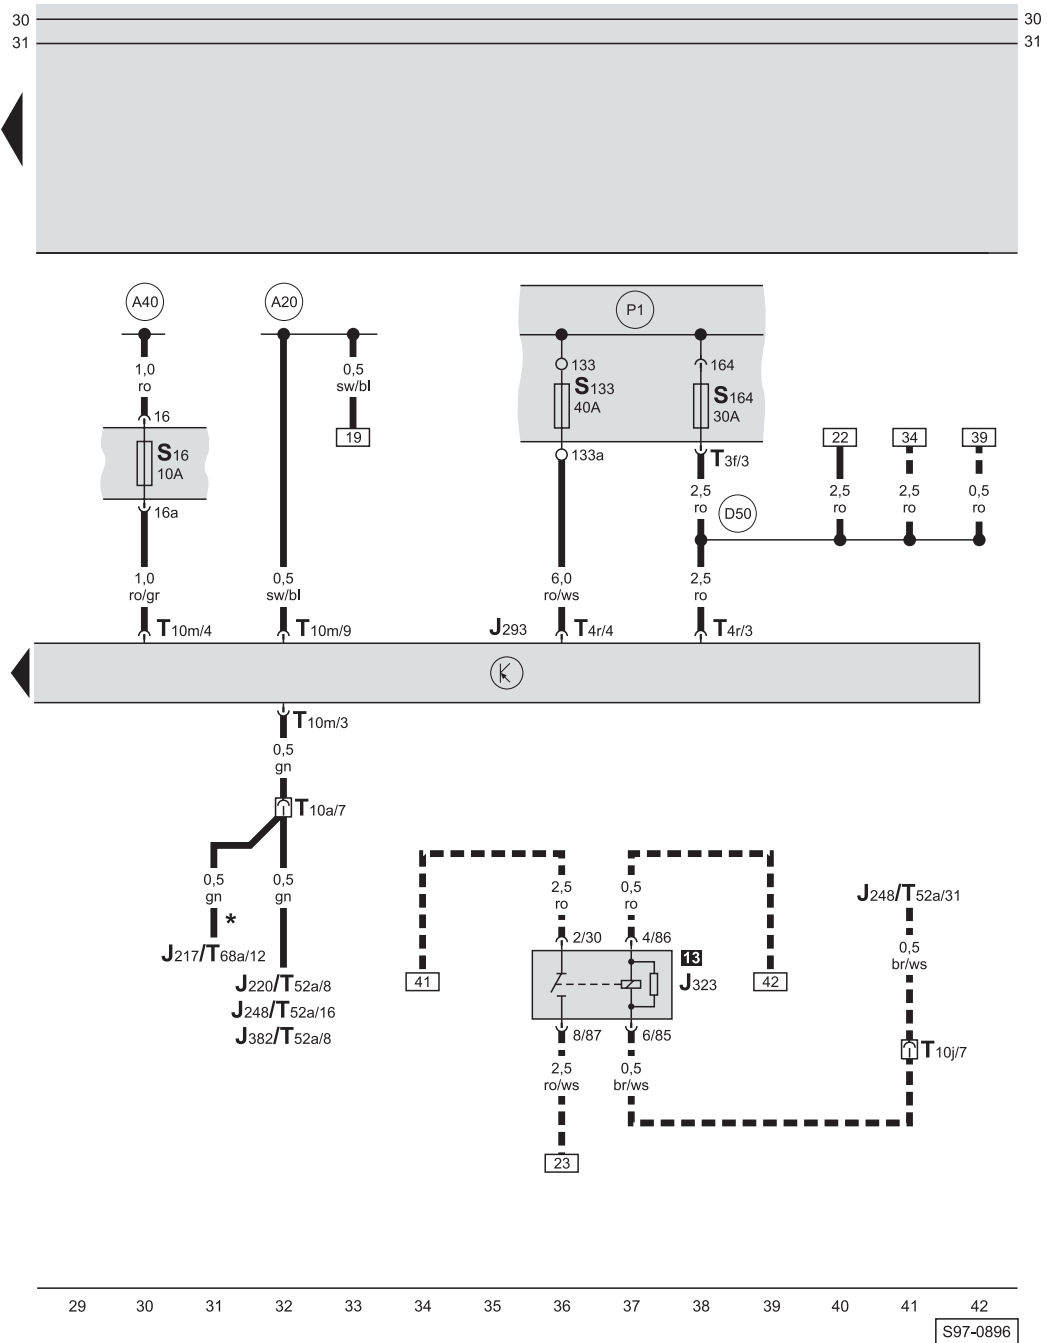 30 30
31 31
A40 A20 P1
1,0
ro
0,5
sw/bl
133 164
S133
40A
S164
30A
16
19
S16
10A
22 34 39
133a T3f/3
16a
2,5
ro
D50
2,5
ro
2,5
ro
0,5
ro
1,0
ro/gr
0,5
sw/bl
6,0
ro/ws
2,5
ro
T10m/4 T10m/9 J293 T4r/4 T4r/3
T10m/3
0,5
gn
T10a/7
0,5
gn
0,5
gn
2,5
ro
0,5
ro
J248/T52a/31
*
J217/T68a/12
2/30 4/86
0,5
br/ws
13
J220/T52a/8
41 J323 42
J248/T52a/16
J382/T52a/8
8/87 6/85
T10j/7
2,5
ro/ws
0,5
br/ws
23
29 30 31 32 33 34 35 36 37 38 39 40 41 42
S97-0896